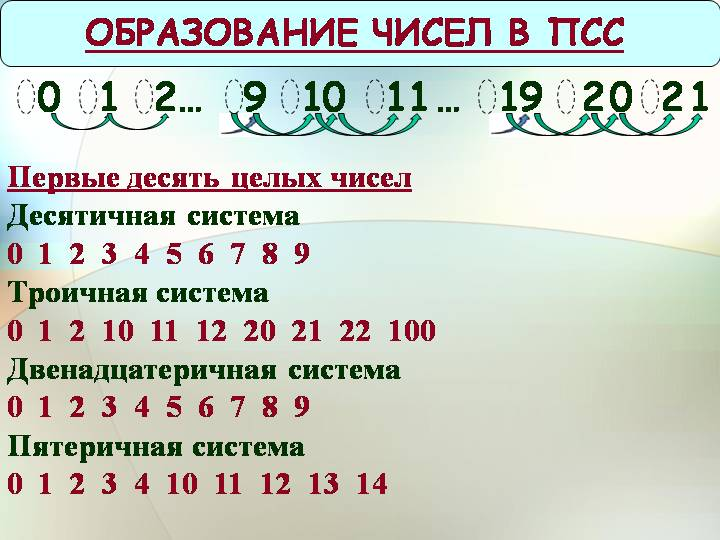 ОБРАЗОВАНИЕ ЧИСЕЛ В ПСС
0 1 2... 9 10 11... 19 20 21
Первые десять целых чисел
Десятичная система
0 1 2 3 4 5 6 7 8 9
Троичная система
0 1 2 10 11 12 20 21 22 100
Двенадцатеричная система
0 1 2 3 4 5 6 7 8 9
Пятеричная система
0 1 2 3 4 10 11 12 13 14